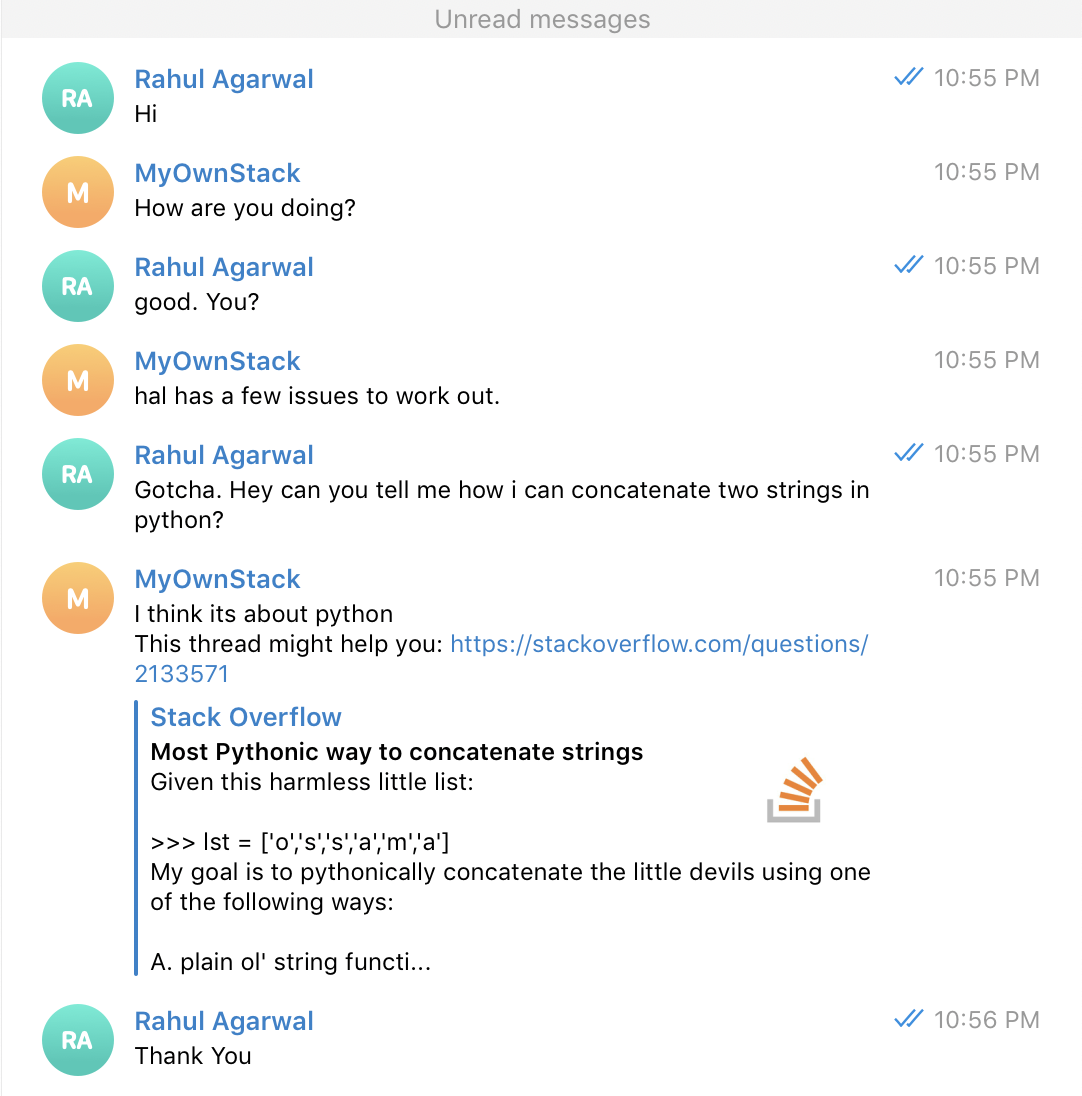 Unread messages
RA
Rahul Agarwal
10:55 PM
Hi
M
MyOwnStack
10:55 PM
How are you doing?
RA
Rahul Agarwal
10:55 PM
good. You?
M
MyOwnStack
10:55 PM
hal has a few issues to work out.
RA
Rahul Agarwal
10:55 PM
Gotcha. Hey can you tell me how i can concatenate two strings in
python?
M
MyOwnStack
10:55 PM
I think its about python
This thread might help you: https://stackoverflow.com/questions/
2133571
Stack Overflow
Most Pythonic way to concatenate strings
Given this harmless little list:
>>> lst = ['o','s','s','a','m','a']
My goal is to pythonically concatenate the little devils using one
of the following ways:
A. plain ol' string functi...
RA
Rahul Agarwal
10:56 PM
Thank You